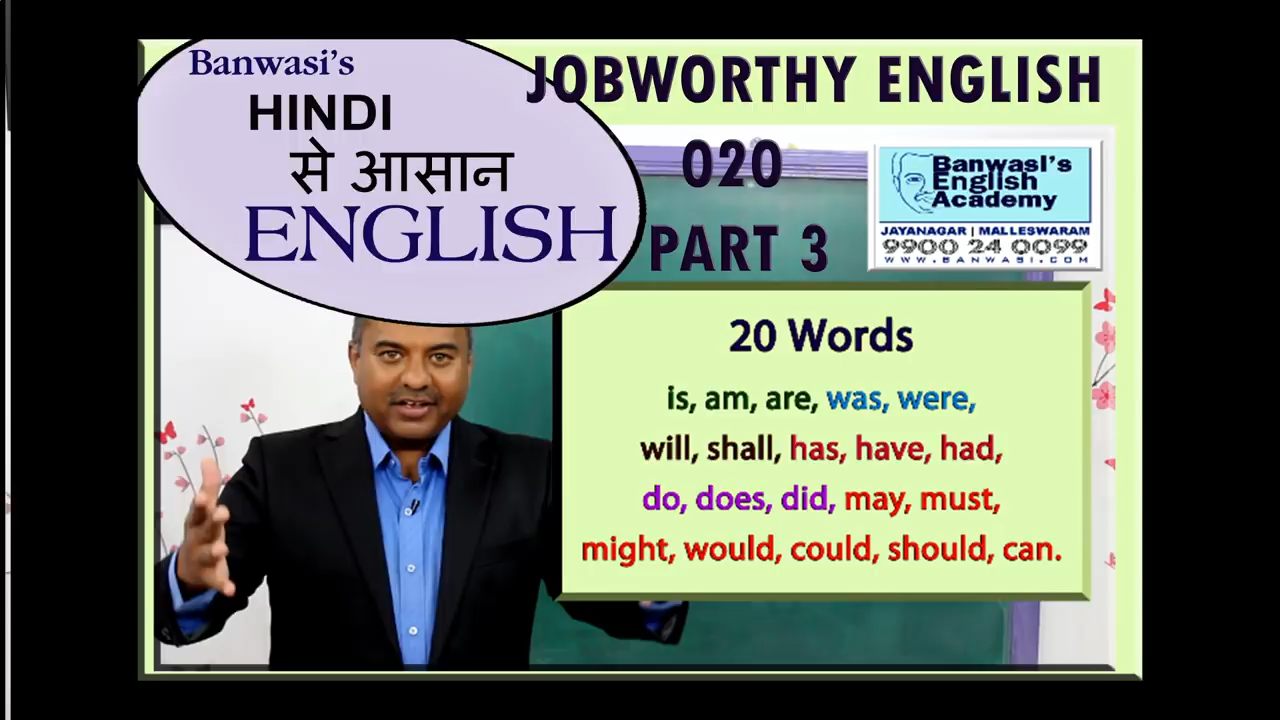 Banwasi's
HINDI
से आसान
ENGLISH
JOBWORTHY ENGLISH
020
PART 3
Banwasi's
English
Academy
JAYANAGAR | MALLESWARAM
9900 24 0099
WWW.BANWASI.COM
20 Words
is, am, are, was, were,
will, shall, has, have, had,
do, does, did, may, must,
might, would, could, should, can.